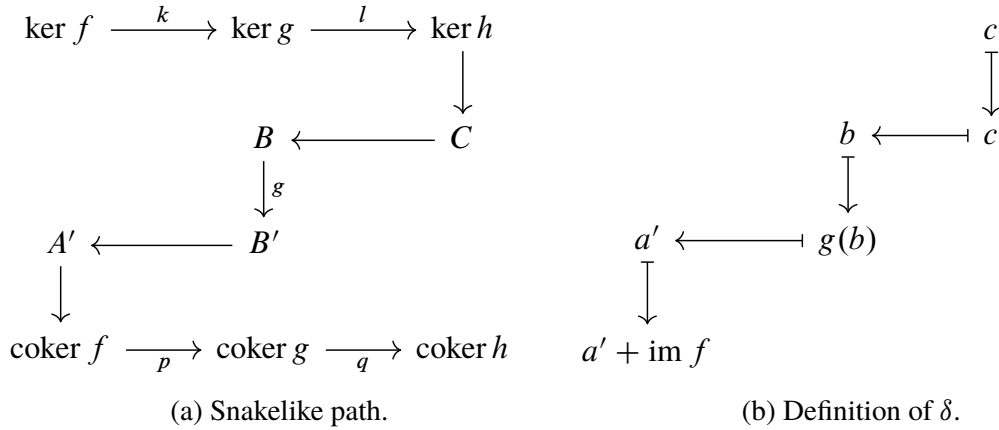 k l
ker f ker g ker h c
B C b c
g
A′ B′ a′ g(b)
coker f coker g coker h a′ + im f
p q
(a) Snakelike path. (b) Definition of δ.